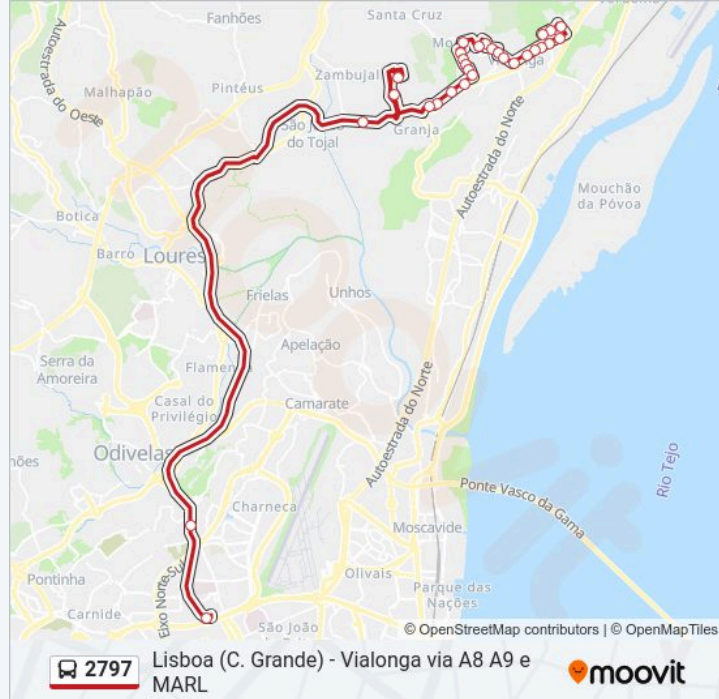 Fanhões
Santa Cruz
Autoestrada do Oeste
Zambujal
Pintéus
Malhapão
São J
do Tojal
Granja
Autoestrada do Norte
Mouchão
da Póvoa
Botica
Barro
Loures
Frielas
Unhos
Serra da
Amoreira
Apelação
Flamen
Casal do
Privilégio
Camarate
Autoestrada do Norte
Odivelas
Rio Tejo
Charneca
Ponte Vasco da Gama
Moscavide
Pontinha
Olivais
Eixo Norte-Sul
Carnide
Parque das
Nações
São João
© OpenStreetMap contributors | © OpenMapTiles
2797
Lisboa (C. Grande) - Vialonga via A8 A9 e
MARL
moovit